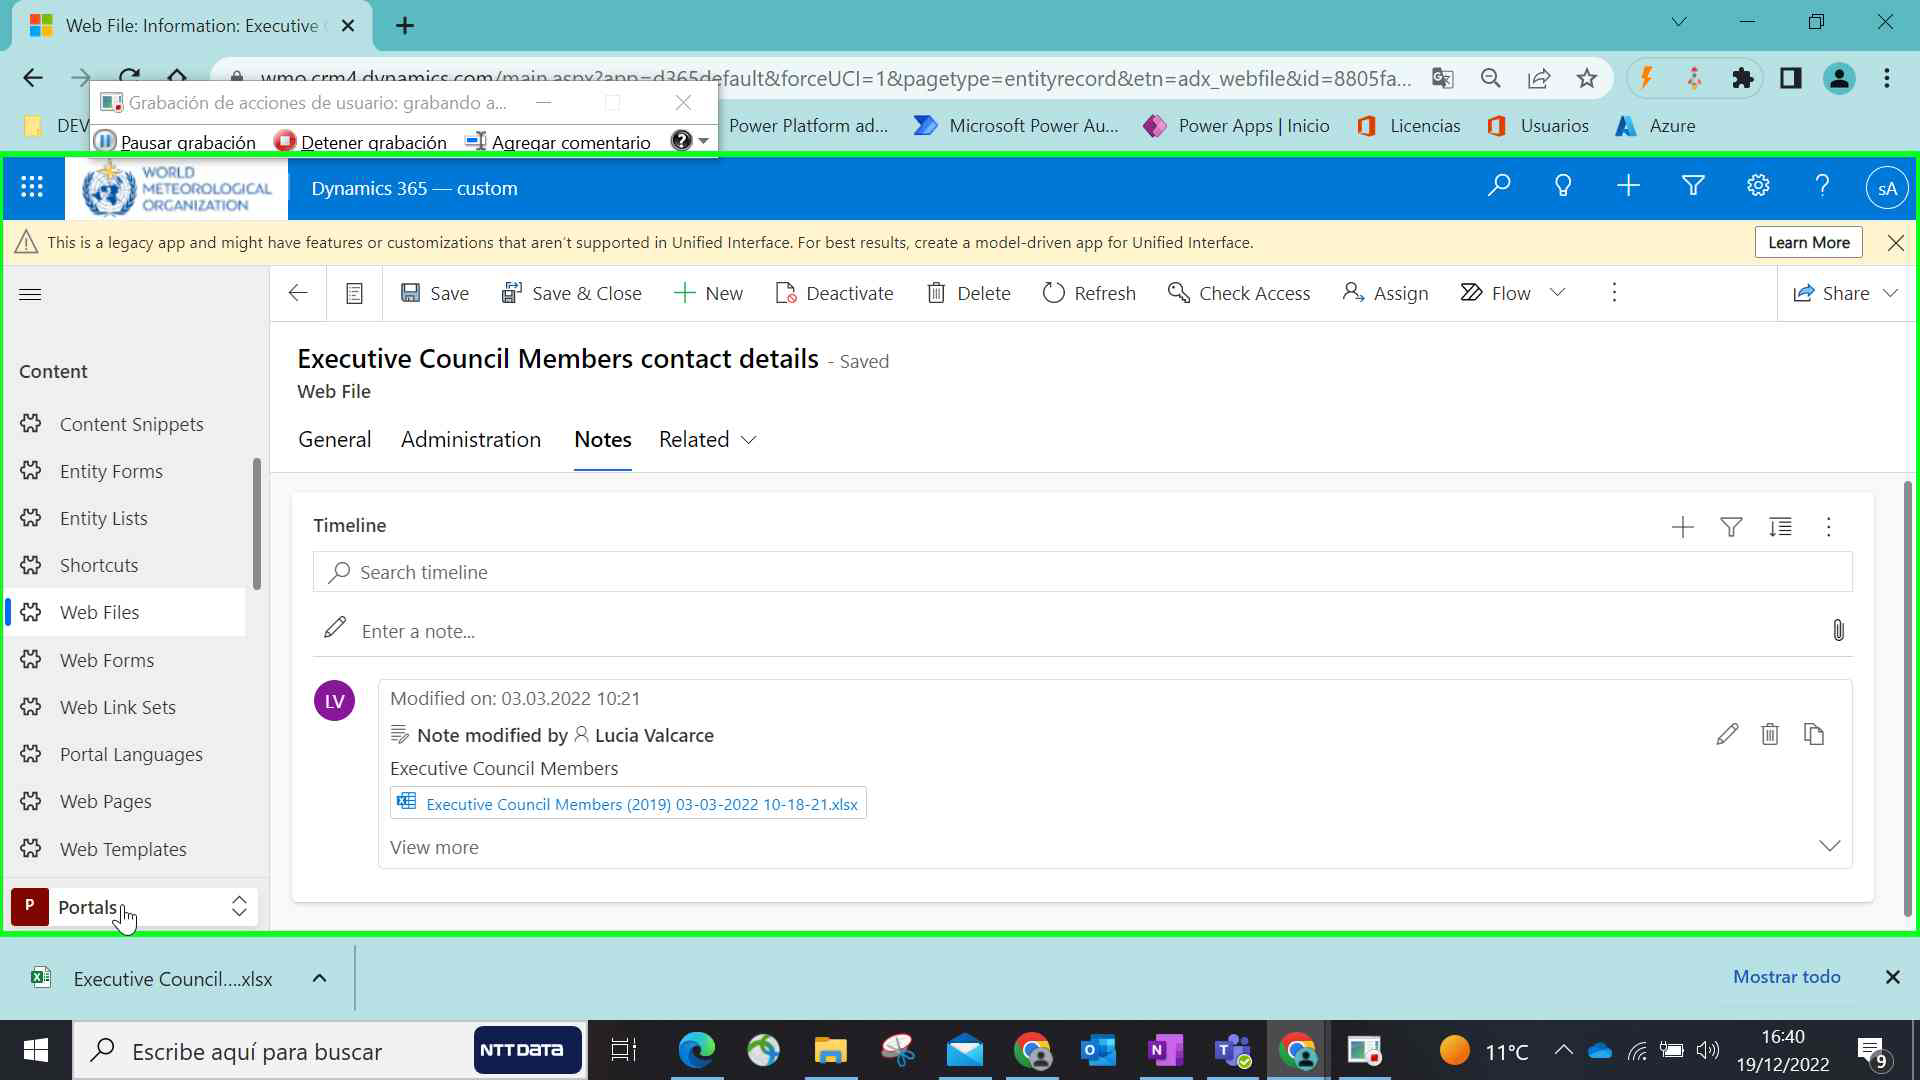 Web File: Information: Executive
wmo.crm4.dynamics.com/main.aspx?app=d365default&forceUCI=1&pagetype=entityrecord&etn=adx_webfile&id=8805fa...
Grabación de acciones de usuario: grabando a...
Pausar grabación
Detener grabación
Agregar comentario
DEV
Power Platform ad...
Microsoft Power Au...
Power Apps | Inicio
Licencias
Usuarios
Azure
WORLD
METEOROLOGICAL
ORGANIZATION
Dynamics 365 — custom
sA
This is a legacy app and might have features or customizations that aren't supported in Unified Interface. For best results, create a model-driven app for Unified Interface.
Learn More
Save
Save & Close
New
Deactivate
Delete
Refresh
Check Access
Assign
Flow
Share
Executive Council Members contact details - Saved
Web File
General
Administration
Notes
Related
Content
Content Snippets
Entity Forms
Entity Lists
Shortcuts
Web Files
Web Forms
Web Link Sets
Portal Languages
Web Pages
Web Templates
P
Portals
Timeline
Search timeline
Enter a note...
LV
Modified on: 03.03.2022 10:21
Note modified by Lucia Valcarce
Executive Council Members
Executive Council Members (2019) 03-03-2022 10-18-21.xlsx
View more
Executive Council....xlsx
Mostrar todo
Escribe aquí para buscar
NTT DATA
11°C
16:40
19/12/2022
9